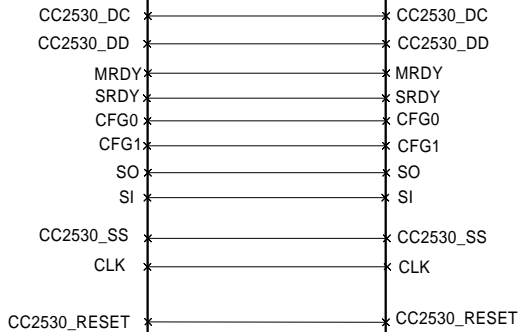 CC2530_DC CC2530_DC
CC2530_DD CC2530_DD
MRDY MRDY
SRDY SRDY
CFG0 CFG0
CFG1 CFG1
SO SO
SI SI
CC2530_SS CC2530_SS
CLK CLK
CC2530_RESET CC2530_RESET